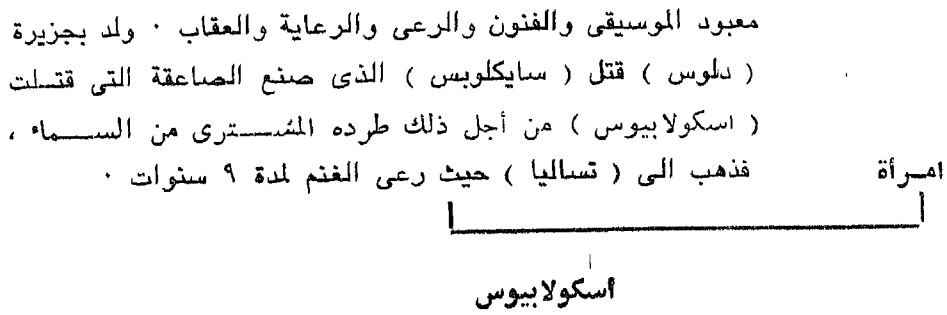 معبود الموسيقى والفنون والرعى والرعاية والعقاب · ولد بجزيرة
( دلوس ) قتل ( سايكلوبس ) الذى صنع الصاعقة التى قتلت
( اسكولابيوس ) من أجل ذلك طرده المشترى من السماء ،
امرأة فذهب الى ( تساليا ) حيث رعى الغنم لمدة ٩ سنوات ·
أسكولابيوس